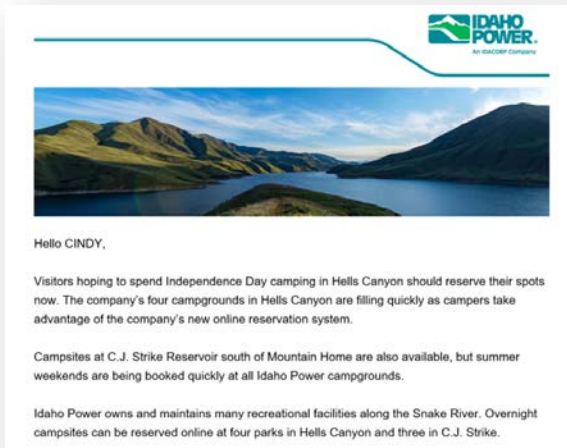 IDAHO
POWER®
An IDACORP Company
Hello CINDY,
Visitors hoping to spend Independence Day camping in Hells Canyon should reserve their spots
now. The company's four campgrounds in Hells Canyon are filling quickly as campers take
advantage of the company's new online reservation system.
Campsites at C.J. Strike Reservoir south of Mountain Home are also available, but summer
weekends are being booked quickly at all Idaho Power campgrounds.
Idaho Power owns and maintains many recreational facilities along the Snake River. Overnight
campsites can be reserved online at four parks in Hells Canyon and three in C.J. Strike.